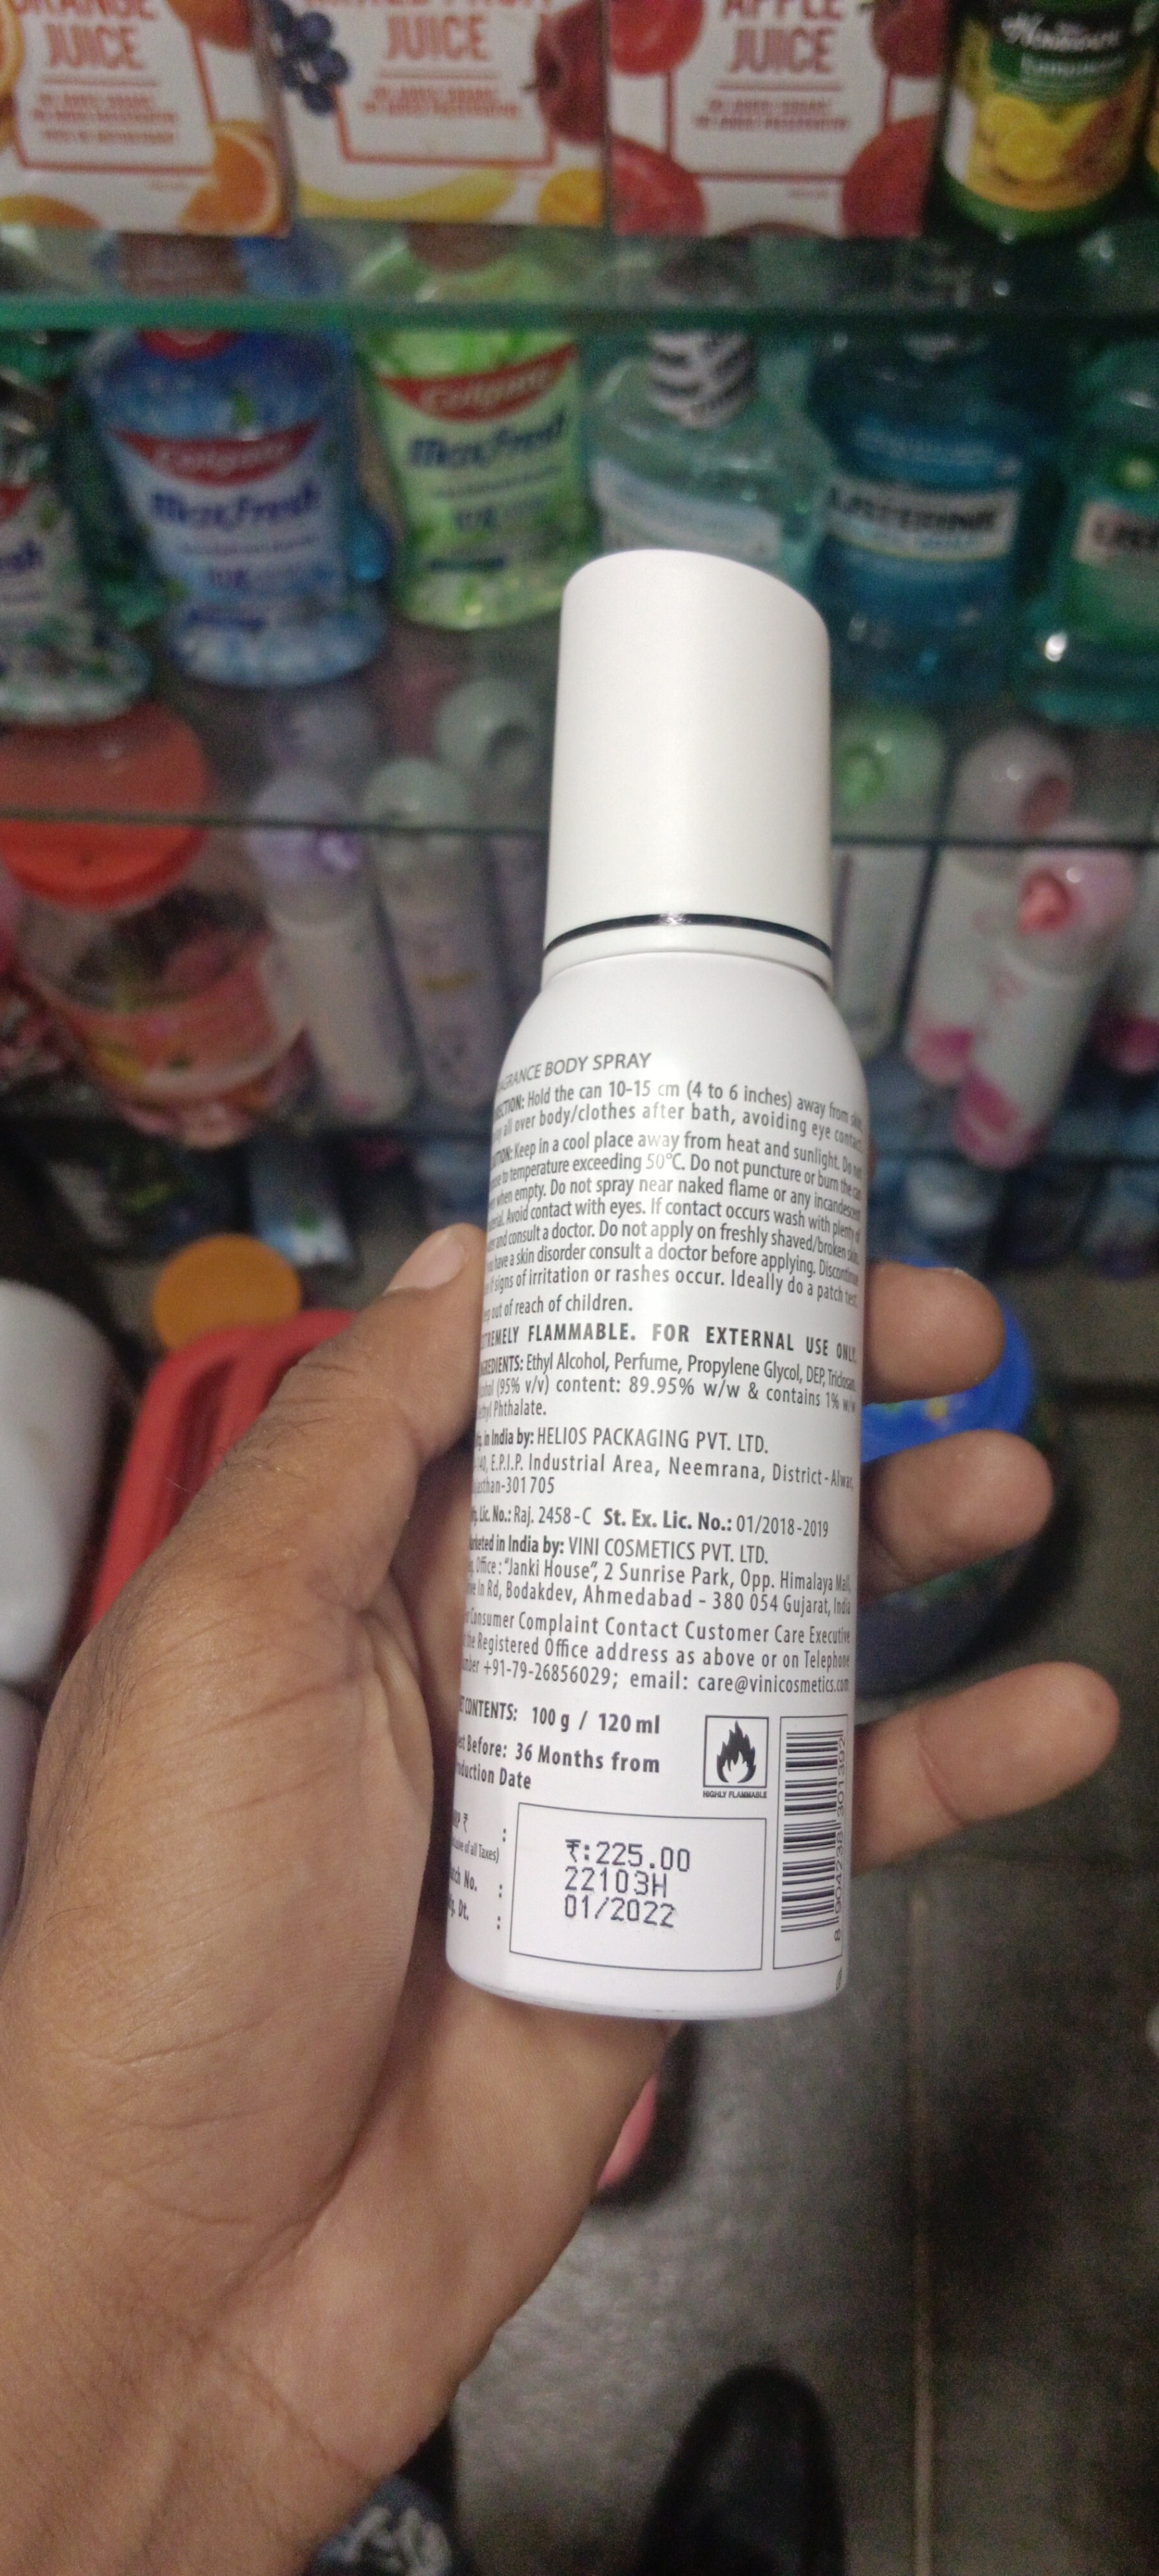 JUICE
JUICE
APPLE
JUICE
Colgate
MaxFresh
Colgate
MaxFresh
LISTERINE
BODY SPRAY
Hold the can 10-15 cm (4 to 6 inches) away from
all over body/clothes after bath, avoiding eye
Keep in a cool place away from heat and sunlight. Do
to temperature exceeding 50°C. Do not puncture or burn the can
when empty. Do not spray near naked flame or any incandescent
Avoid contact with eyes. If contact occurs wash with plenty of
and consult a doctor. Do not apply on freshly shaved/broken
have a skin disorder consult a doctor before applying. Discontinue
if signs of irritation or rashes occur. Ideally do a patch test.
out of reach of children.
FLAMMABLE. FOR EXTERNAL USE ONLY.
Ethyl Alcohol, Perfume, Propylene Glycol, DEP, Triclosan.
(95% v/v) content: 89.95% w/w & contains 1% w/w
Phthalate.
in India by: HELIOS PACKAGING PVT. LTD.
E.P.I.P. Industrial Area, Neemrana, District-Alwar,
301705
Lic. No.: Raj. 2458-C St. Ex. Lic. No.: 01/2018-2019
in India by: VINI COSMETICS PVT. LTD.
Office: "Janki House", 2 Sunrise Park, Opp. Himalaya Mall,
In Rd, Bodakdev, Ahmedabad - 380 054 Gujarat, India
Consumer Complaint Contact Customer Care Executive
the Registered Office address as above or on Telephone
+91-79-26856029; email: care@vinicosmetics.com
CONTENTS: 100 g / 120 ml
Before: 36 Months from
Date
HIGHLY FLAMMABLE
₹
of all Taxes)
No. :
Dt. :
₹:225.00
22103H
01/2022